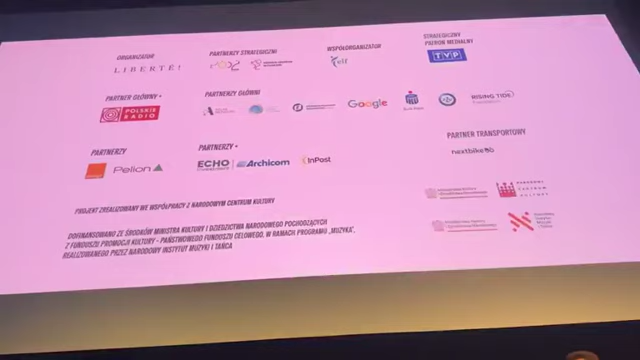 ORGANIZATOR
LIBERTÉ!
PARTNERZY STRATEGICZNI
WSPÓŁORGANIZATOR
elf
STRATEGICZNY
PATRON MEDIALNY
TVP
PARTNER GŁÓWNY +
POLSKIE
RADIO
PARTNERZY GŁÓWNI
Google
RISING TIDE
PARTNERZY
Pelion
PARTNERZY +
ECHO
Archicom
InPost
PARTNER TRANSPORTOWY
nextbike
PROJEKT ZREALIZOWANY WE WSPÓŁPRACY Z NARODOWYM CENTRUM KULTURY
DOFINANSOWANO ZE ŚRODKÓW MINISTRA KULTURY I DZIEDZICTWA NARODOWEGO POCHODZĄCYCH
Z FUNDUSZU PROMOCJI KULTURY - PAŃSTWOWEGO FUNDUSZU CELOWEGO, W RAMACH PROGRAMU „MUZYKA”,
REALIZOWANEGO PRZEZ NARODOWY INSTYTUT MUZYKI I TAŃCA